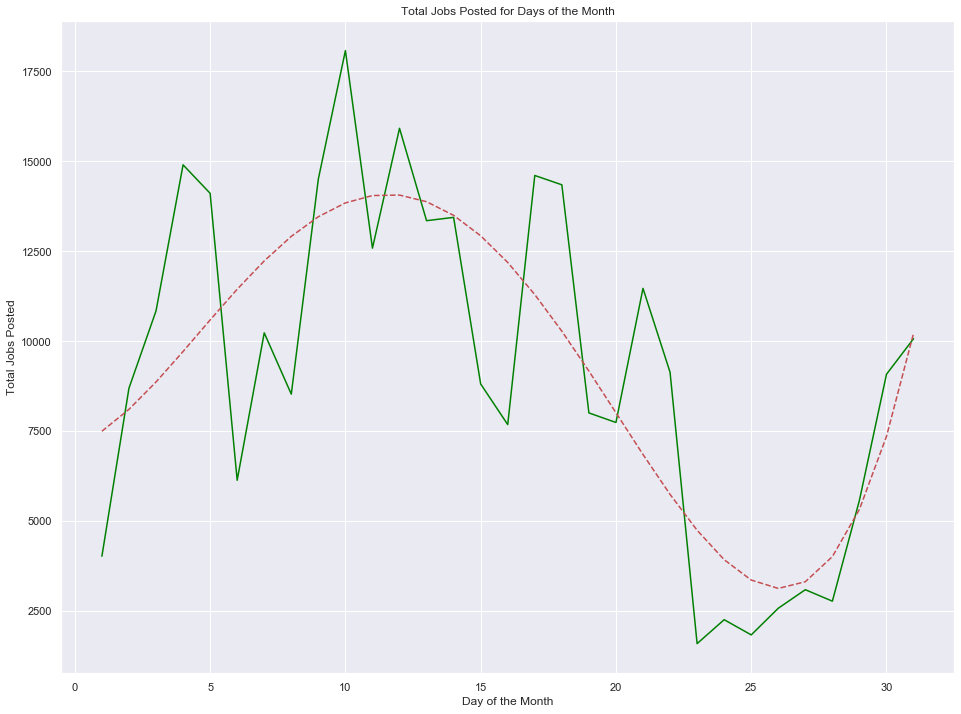 Total Jobs Posted for Days of the Month
Total Jobs Posted
17500
15000
12500
10000
7500
5000
2500
0 5 10 15 20 25 30
Day of the Month